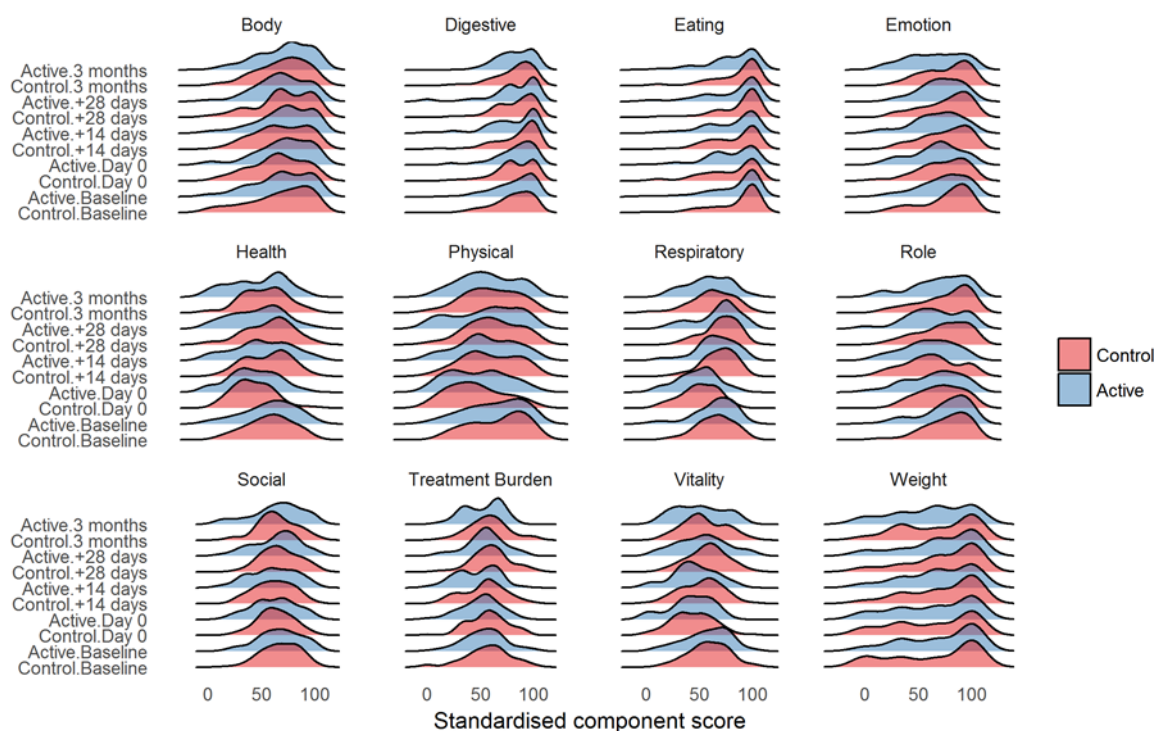 Body Digestive Eating Emotion
Active.3 months
Control.3 months
Active.+28 days
Control.+28 days
Active.+14 days
Control.+14 days
Active.Day 0
Control.Day 0
Active.Baseline
Control.Baseline
Health Physical Respiratory Role
Active.3 months
Control.3 months
Active.+28 days
Control.+28 days
Active.+14 days
Control.+14 days
Active.Day 0
Control.Day 0
Active.Baseline
Control.Baseline
Control
Active
Social Treatment Burden Vitality Weight
Active.3 months
Control.3 months
Active.+28 days
Control.+28 days
Active.+14 days
Control.+14 days
Active.Day 0
Control.Day 0
Active.Baseline
Control.Baseline
0 50 100 0 50 100 0 50 100 0 50 100
Standardised component score